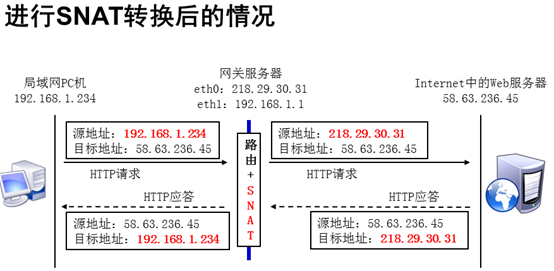 进行SNAT转换后的情况
局域网PC机
192.168.1.234
网关服务器
eth0: 218.29.30.31
eth1: 192.168.1.1
Internet中的Web服务器
58.63.236.45
源地址: 192.168.1.234
目标地址: 58.63.236.45
HTTP请求
路由+SNAT
源地址: 218.29.30.31
目标地址: 58.63.236.45
HTTP请求
HTTP应答
源地址: 58.63.236.45
目标地址: 192.168.1.234
HTTP应答
源地址: 58.63.236.45
目标地址: 218.29.30.31